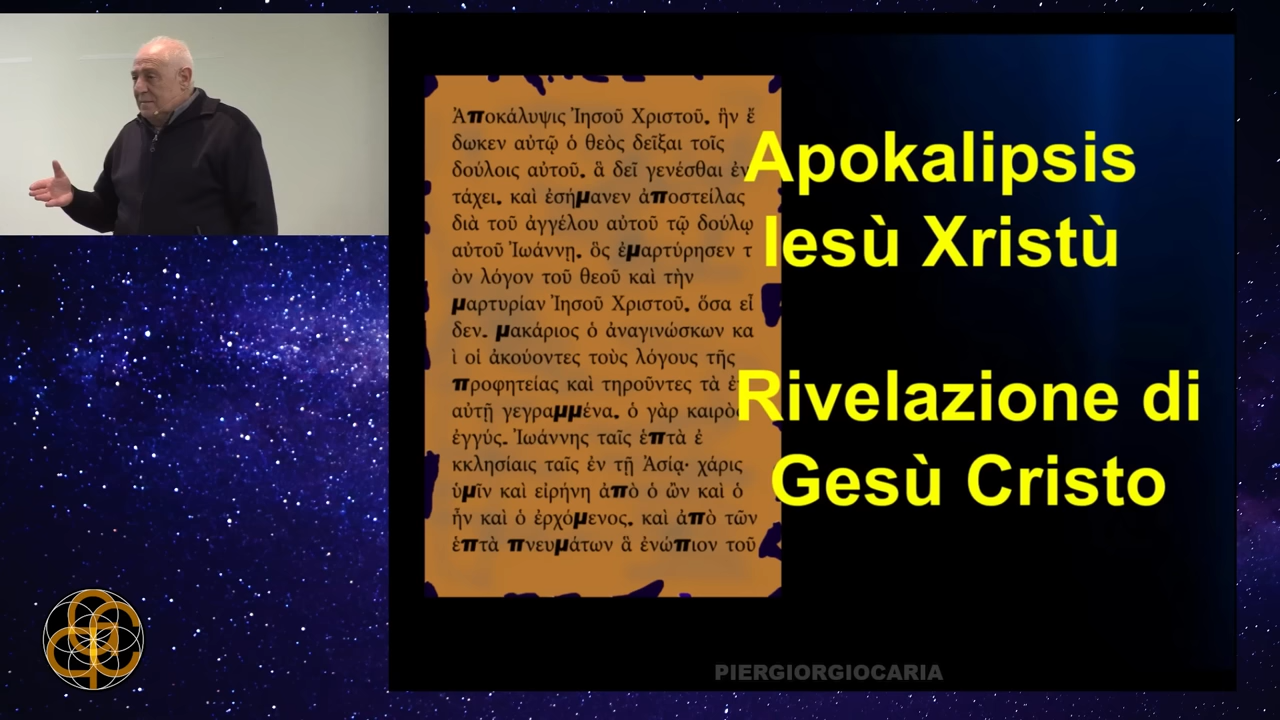 Ἀποκάλυψις Ἰησοῦ Χριστοῦ. ἣν ἔ
δωκεν αὐτῷ ὁ θεὸς δεῖξαι τοῖς
δούλοις αὐτοῦ. ἃ δεῖ γενέσθαι ἐν
τάχει. καὶ ἐσήμανεν ἀποστείλας
διὰ τοῦ ἀγγέλου αὐτοῦ τῷ δούλῳ
αὐτοῦ Ἰωάννῃ. ὃς ἐμαρτύρησεν τ
ὸν λόγον τοῦ θεοῦ καὶ τὴν
μαρτυρίαν Ἰησοῦ Χριστοῦ. ὅσα εἶ
δεν. μακάριος ὁ ἀναγινώσκων κα
ὶ οἱ ἀκούοντες τοὺς λόγους τῆς
προφητείας καὶ τηροῦντες τὰ ἐ
αὐτῇ γεγραμμένα. ὁ γὰρ καιρὸ
ἐγγύς. Ἰωάννης ταῖς ἑπτὰ ἐ
κκλησίαις ταῖς ἐν τῇ Ἀσίᾳ· χάρις
ὑμῖν καὶ εἰρήνη ἀπὸ ὁ ὢν καὶ ὁ
ἦν καὶ ὁ ἐρχόμενος. καὶ ἀπὸ τῶν
ἑπτὰ πνευμάτων ἃ ἐνώπιον τοῦ
Apokalipsis
Iesù Xristù
Rivelazione di
Gesù Cristo
PIERGIORGIOCARIA